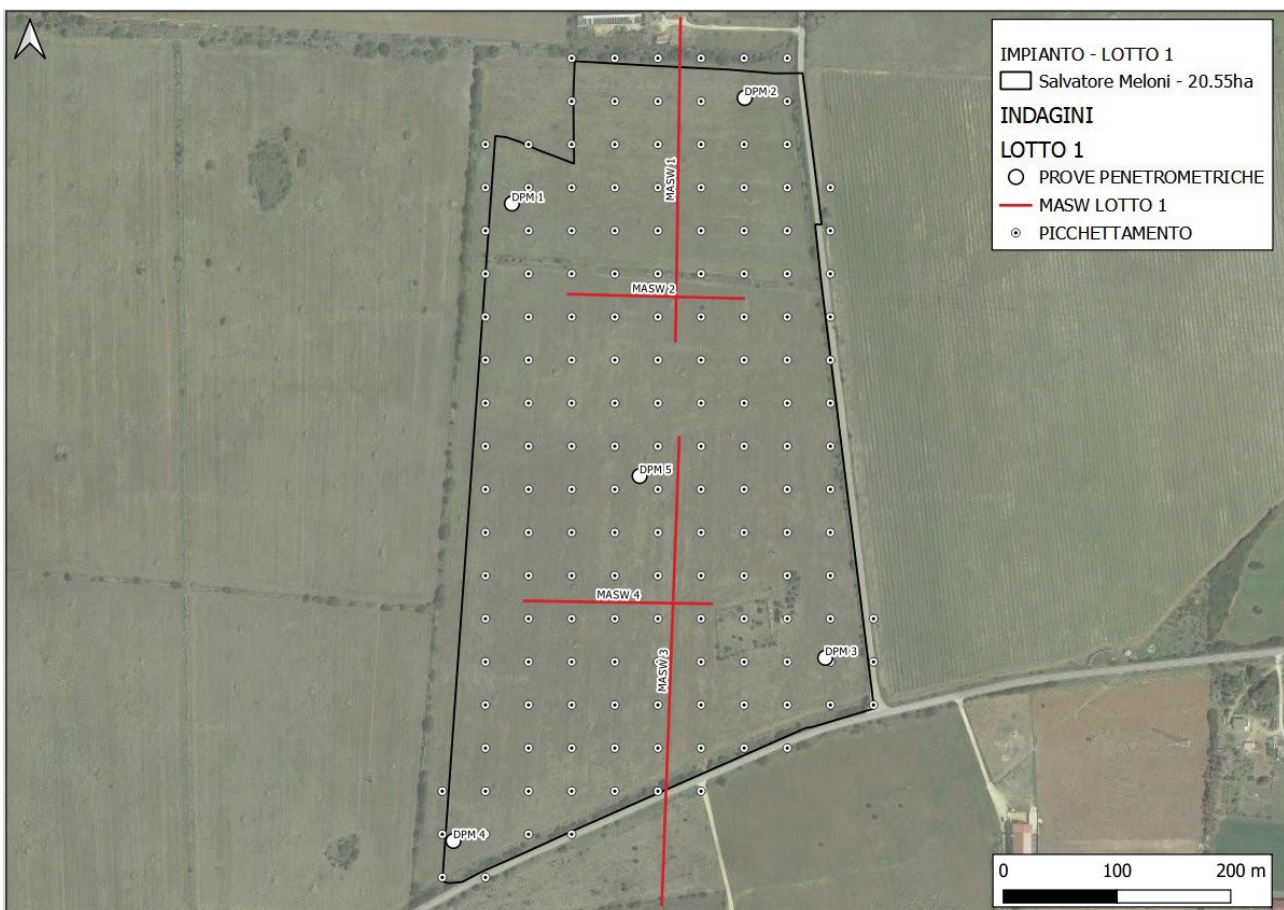 IMPIANTO - LOTTO 1
Salvatore Meloni - 20.55ha
INDAGINI
LOTTO 1
PROVE PENETROMETRICHE
MASW LOTTO 1
PICCHETTAMENTO
DPM 2
MASW 1
DPM 1
MASW 2
DPM 5
MASW 4
MASW 3
DPM 3
DPM 4
0 100 200 m